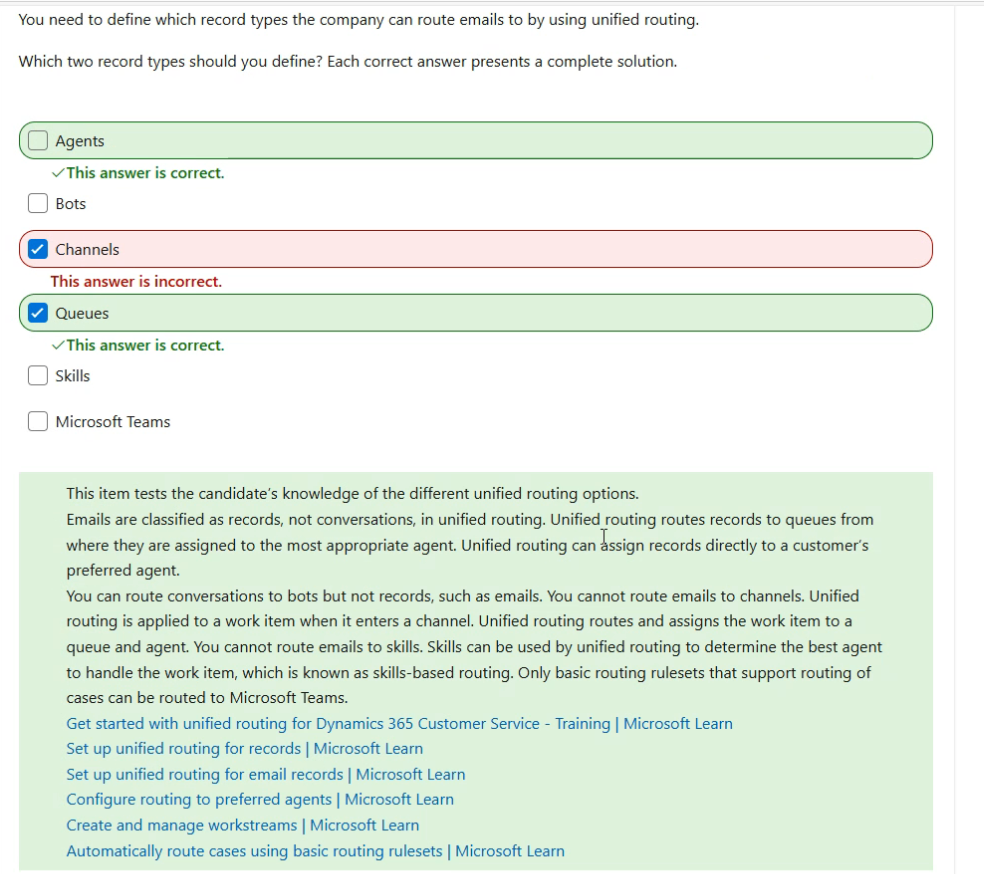 You need to define which record types the company can route emails to by using unified routing.
Which two record types should you define? Each correct answer presents a complete solution.
Agents
✓This answer is correct.
Bots
Channels
This answer is incorrect.
Queues
✓This answer is correct.
Skills
Microsoft Teams
This item tests the candidate's knowledge of the different unified routing options.
Emails are classified as records, not conversations, in unified routing. Unified routing routes records to queues from
where they are assigned to the most appropriate agent. Unified routing can assign records directly to a customer's
preferred agent.
You can route conversations to bots but not records, such as emails. You cannot route emails to channels. Unified
routing is applied to a work item when it enters a channel. Unified routing routes and assigns the work item to a
queue and agent. You cannot route emails to skills. Skills can be used by unified routing to determine the best agent
to handle the work item, which is known as skills-based routing. Only basic routing rulesets that support routing of
cases can be routed to Microsoft Teams.
Get started with unified routing for Dynamics 365 Customer Service - Training | Microsoft Learn
Set up unified routing for records | Microsoft Learn
Set up unified routing for email records | Microsoft Learn
Configure routing to preferred agents | Microsoft Learn
Create and manage workstreams | Microsoft Learn
Automatically route cases using basic routing rulesets | Microsoft Learn